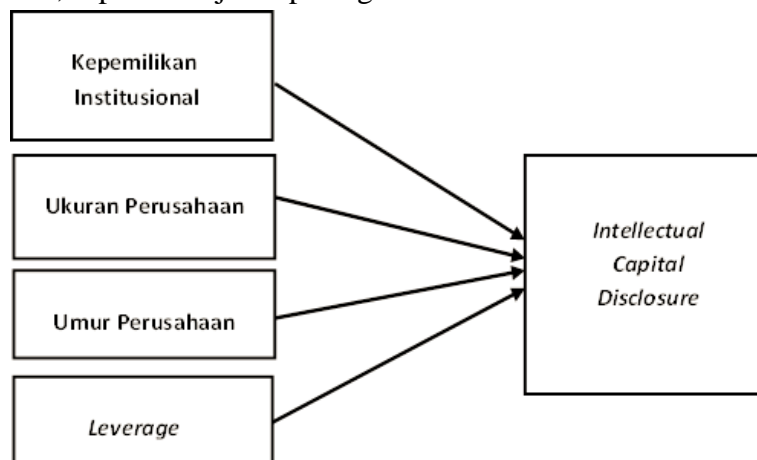 Kepemilikan
Institusional
Ukuran Perusahaan
Umur Perusahaan
Leverage
Intellectual
Capital
Disclosure